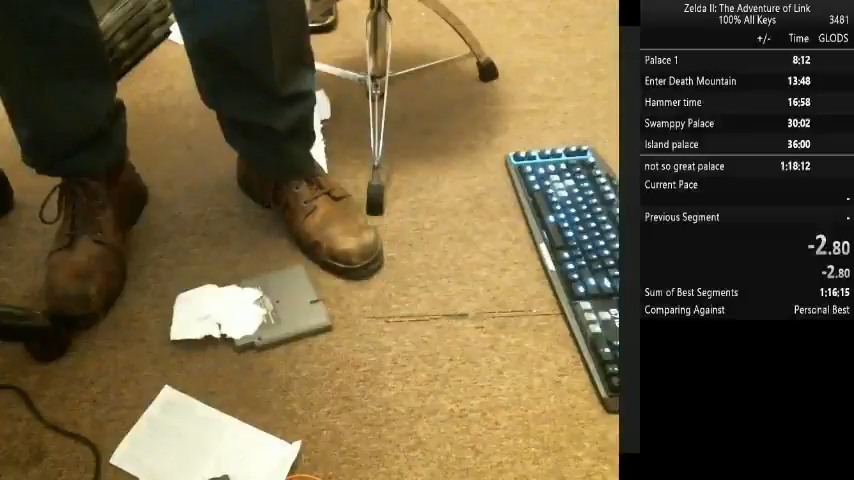 Zelda II: The Adventure of Link
100% All Keys 3481
+/- Time GLODS
Palace 1 8:12
Enter Death Mountain 13:48
Hammer time 16:58
Swamppy Palace 30:02
Island palace 36:00
not so great palace 1:18:12
Current Pace -
Previous Segment -
-2.80
-2.80
Sum of Best Segments 1:16:15
Comparing Against Personal Best